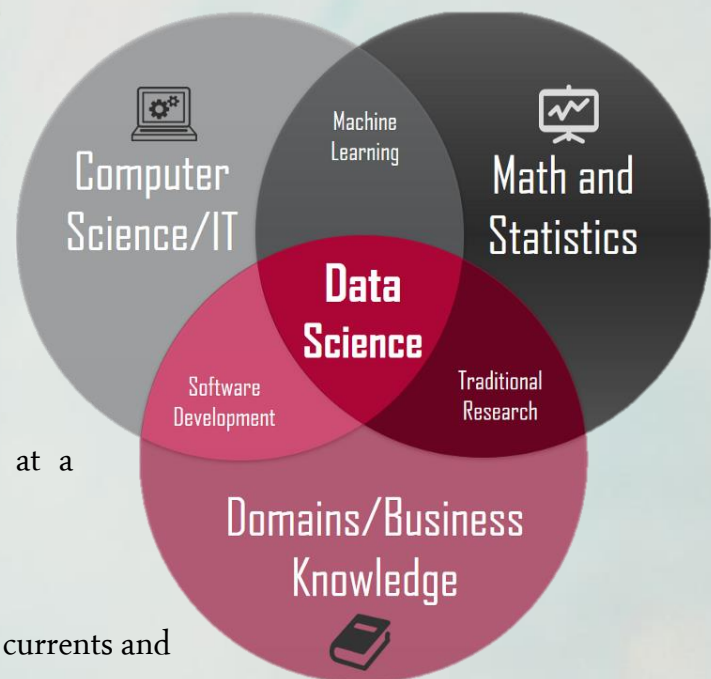 Machine
Learning
Computer
Science/IT
Math and
Statistics
Data
Science
Software
Development
Traditional
Research
at a
Domains/Business
Knowledge
currents and